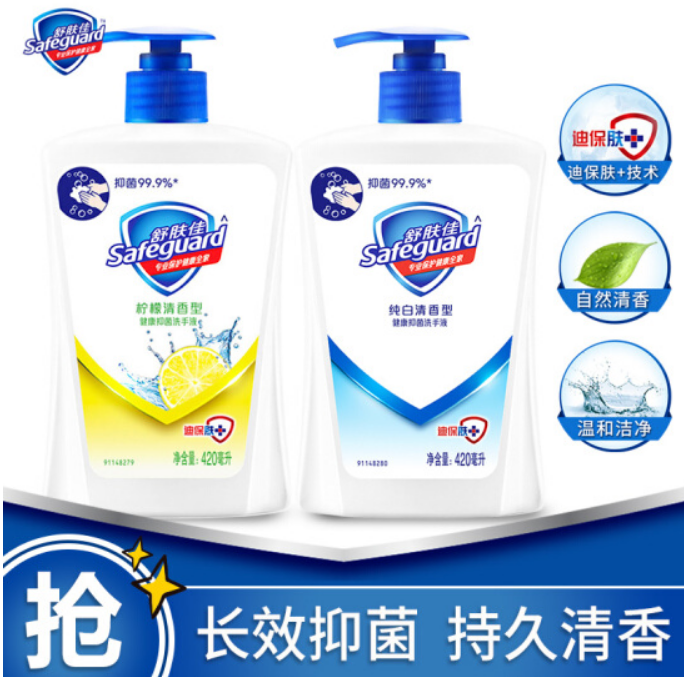 舒肤佳
Safeguard
专业保护健康全家
抑菌99.9%*
舒肤佳
Safeguard^
专业保护健康全家
柠檬清香型
健康抑菌洗手液
迪保肤
91148279
净含量：420毫升
抑菌99.9%*
舒肤佳
Safeguard^
专业保护健康全家
纯白清香型
健康抑菌洗手液
迪保肤
91148280
净含量：420毫升
迪保肤
迪保肤+技术
自然清香
温和洁净
抢
长效抑菌 持久清香